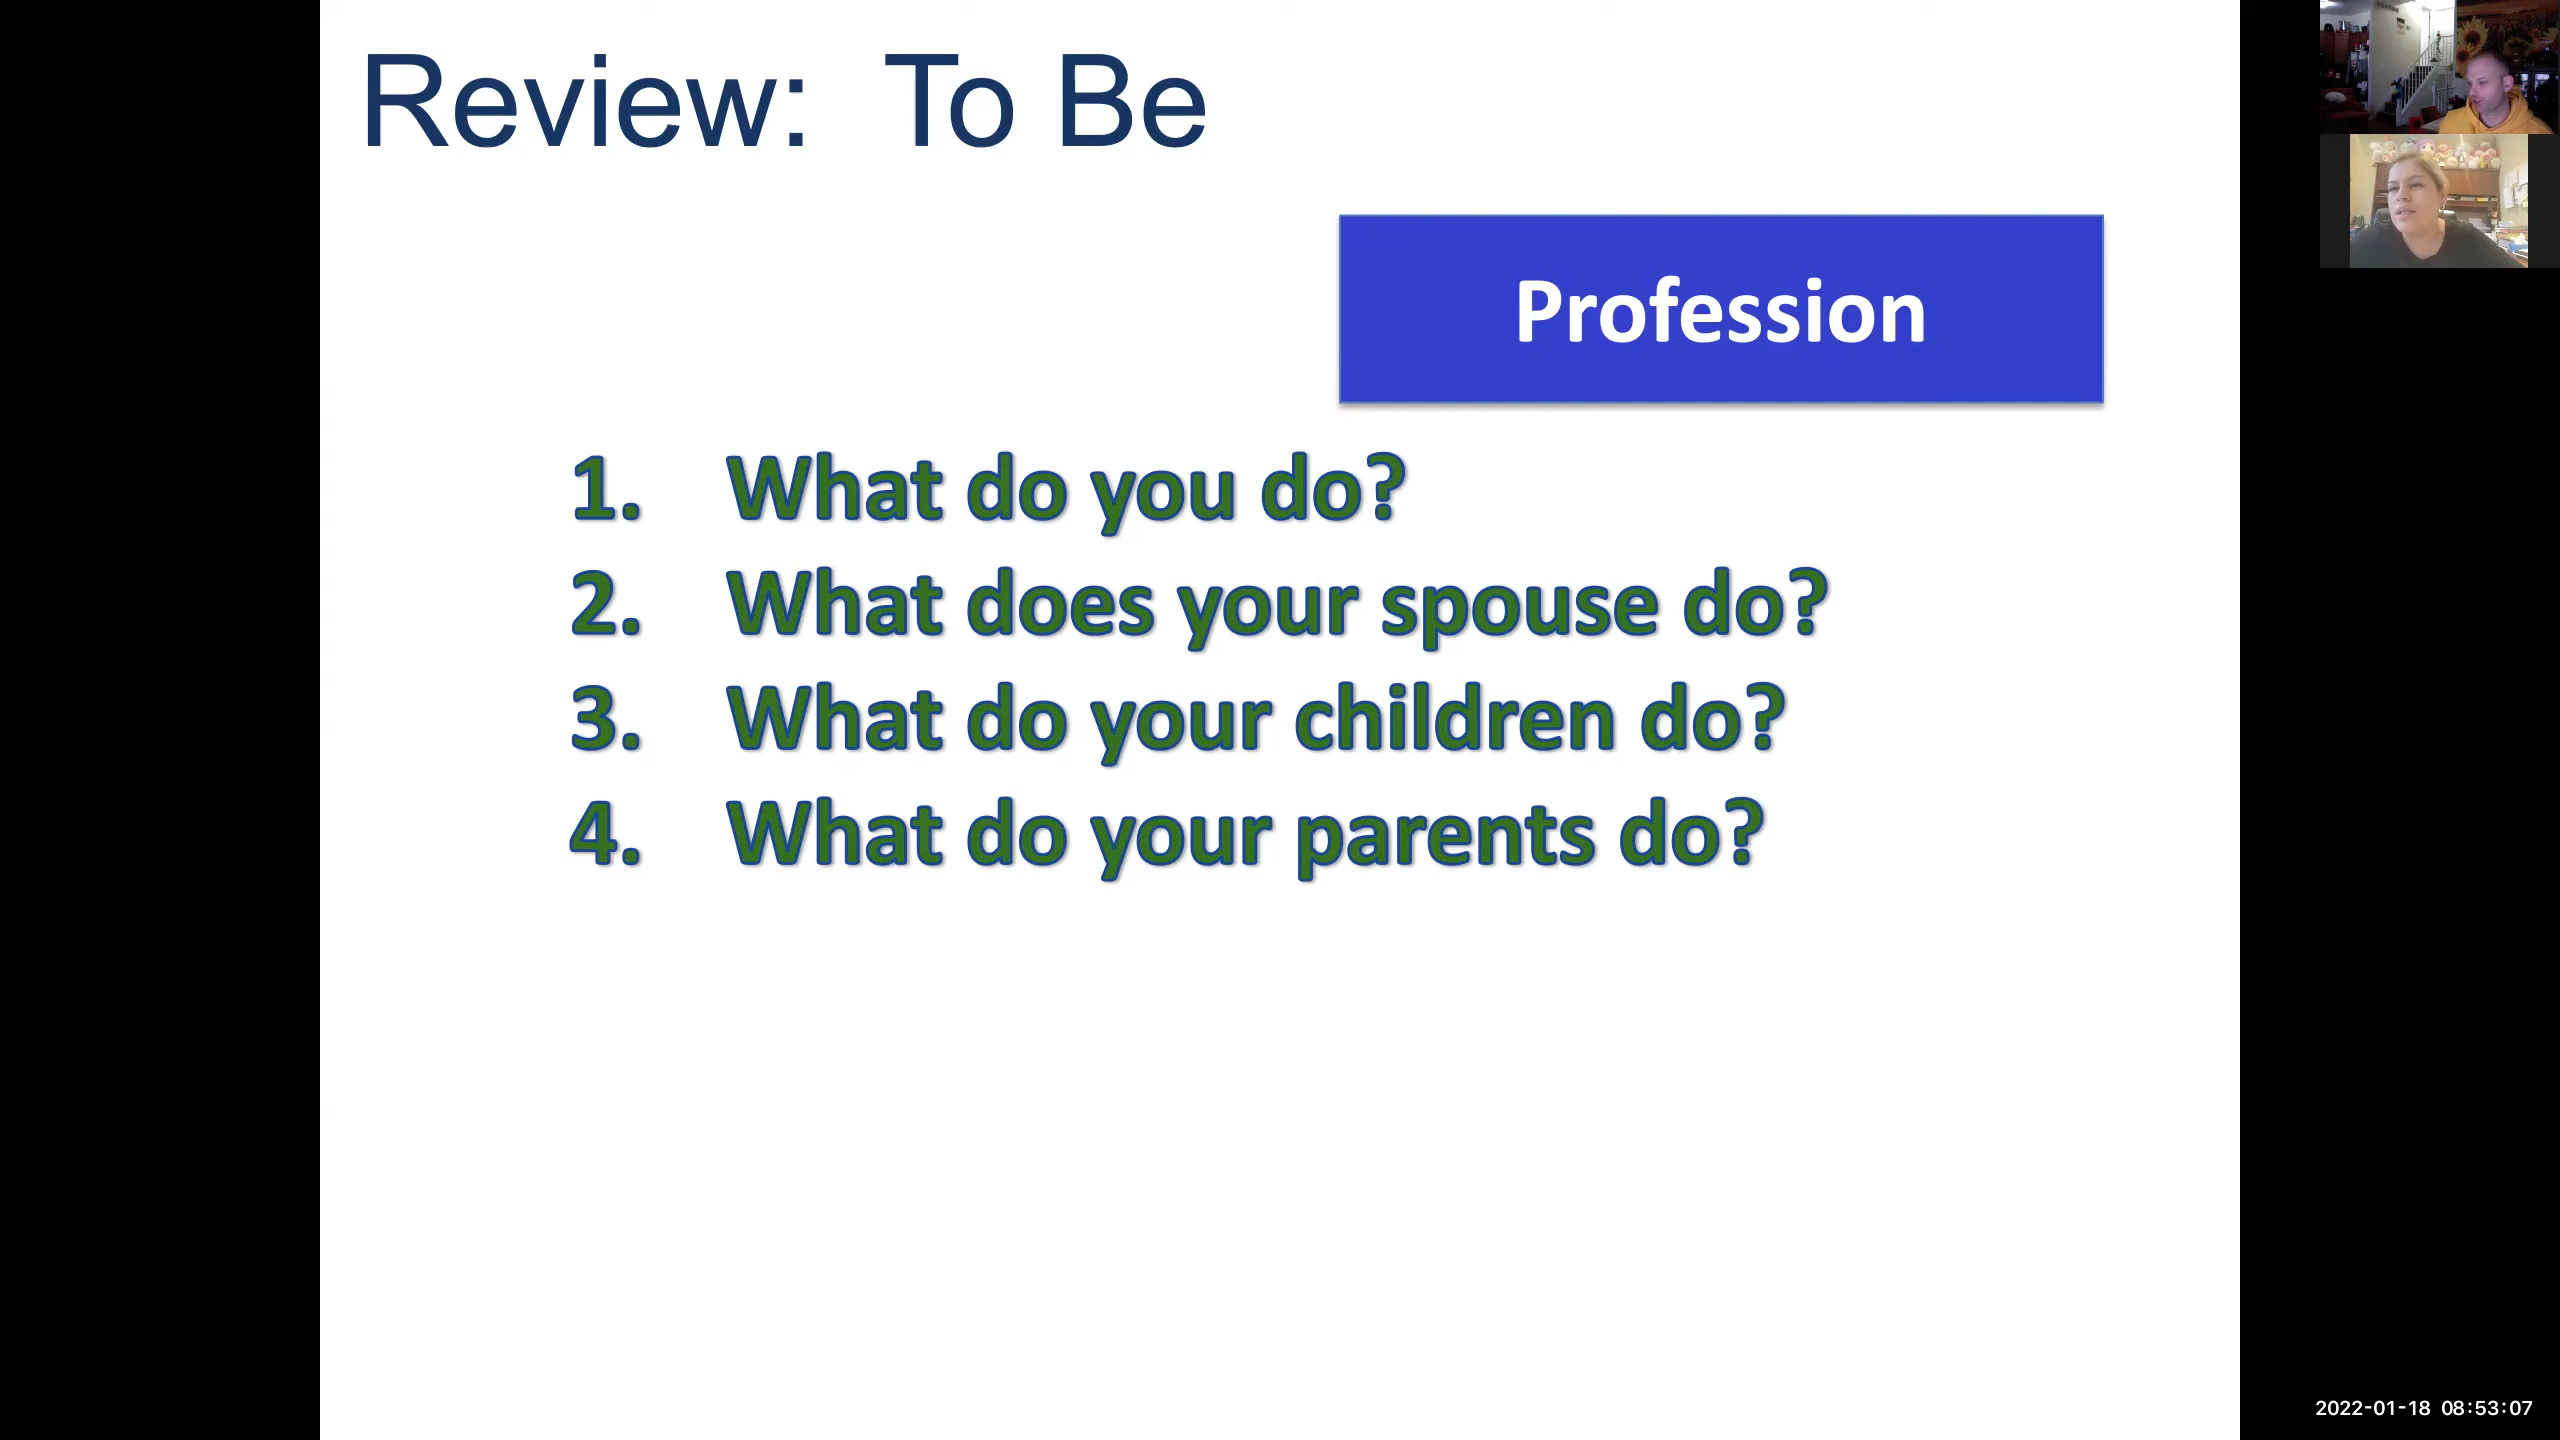 Review: To Be
Profession
1. What do you do?
2. What does your spouse do?
3. What do your children do?
4. What do your parents do?
2022-01-18 08:53:07